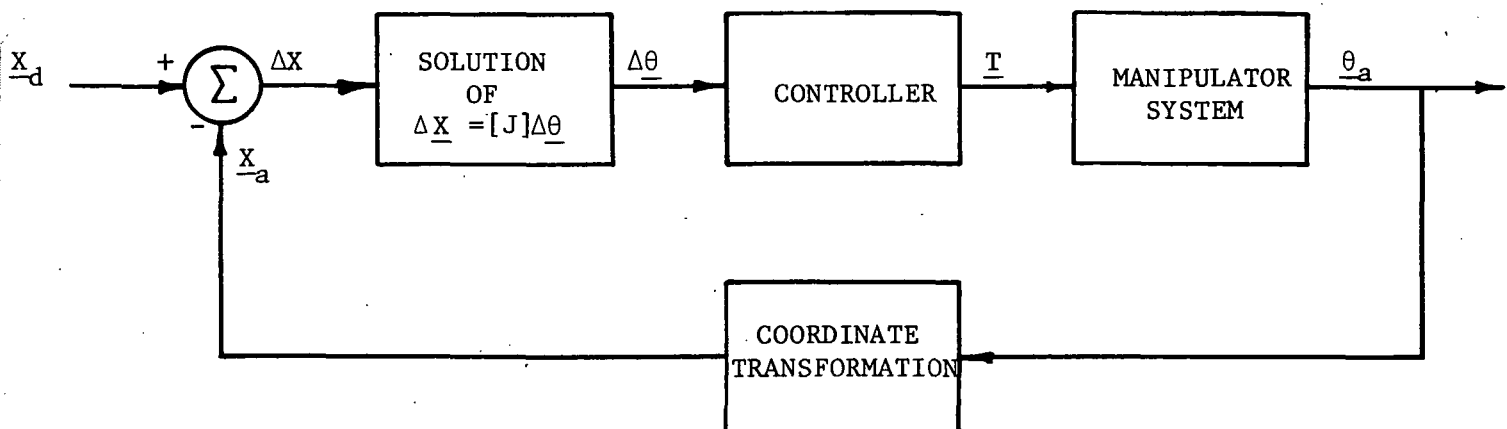 X_d
+
Σ
-
ΔX
SOLUTION
OF
ΔX =[J]Δθ
Δθ
CONTROLLER
T
MANIPULATOR
SYSTEM
θ_a
X_a
COORDINATE
TRANSFORMATION